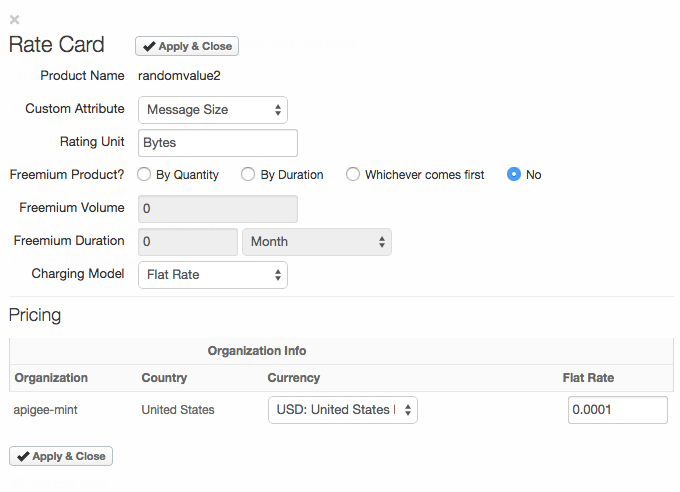 Rate Card Apply & Close
Product Name randomvalue2
Custom Attribute Message Size
Rating Unit Bytes
Freemium Product? By Quantity By Duration Whichever comes first No
Freemium Volume 0
Freemium Duration 0 Month
Charging Model Flat Rate
Pricing
Organization Info
Organization Country Currency Flat Rate
apigee-mint United States USD: United States 0.0001
Apply & Close